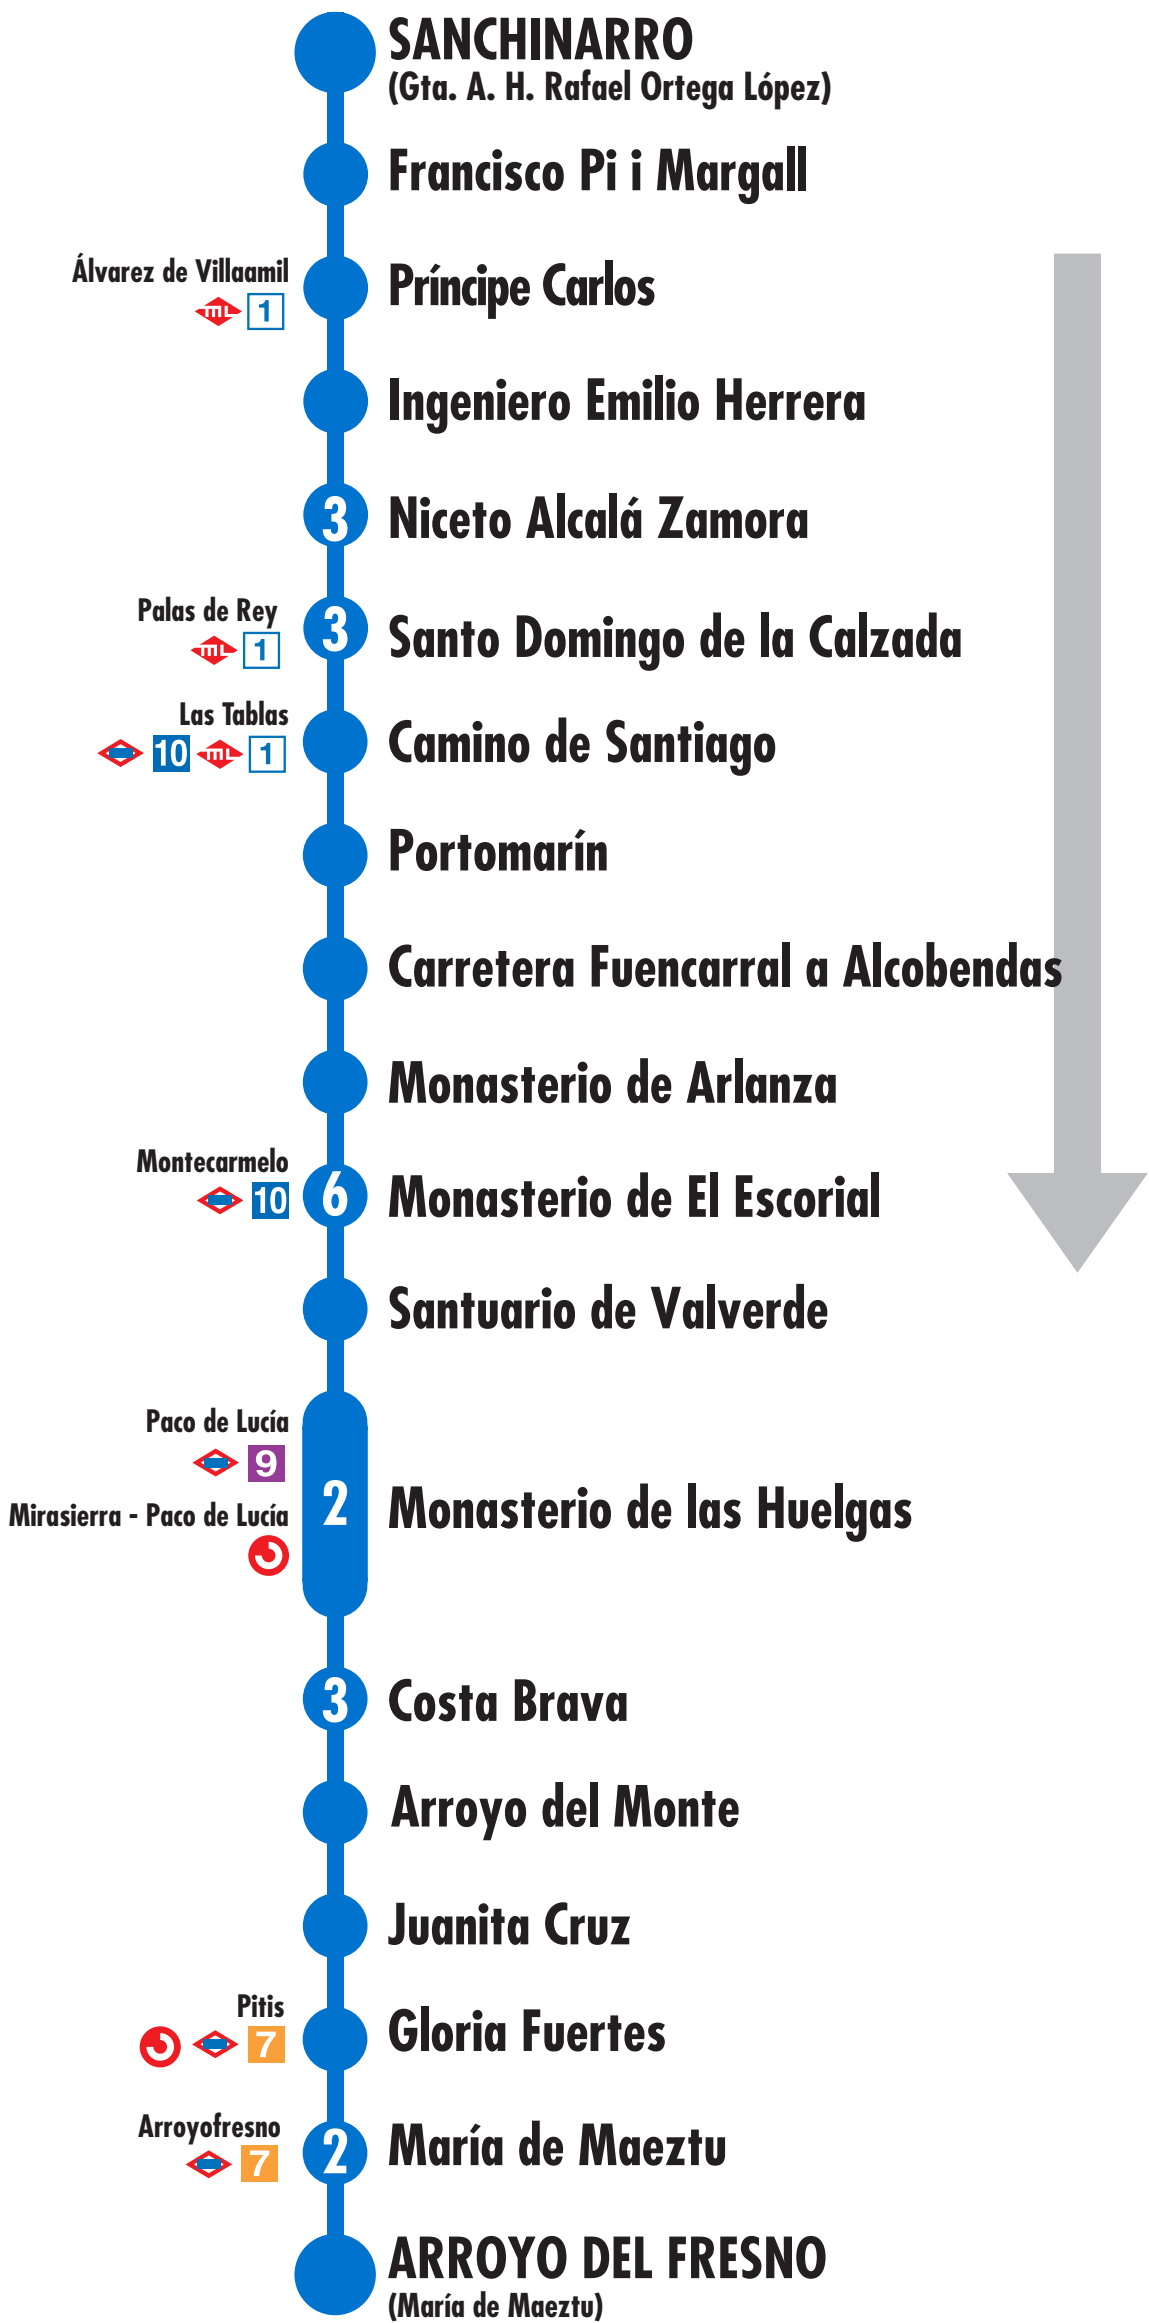 SANCHINARRO
(Gta. A. H. Rafael Ortega López)
Francisco Pi i Margall
Álvarez de Villaamil
ML 1
Príncipe Carlos
Ingeniero Emilio Herrera
3 Niceto Alcalá Zamora
Palas de Rey
ML 1
3 Santo Domingo de la Calzada
Las Tablas
10 ML 1
Camino de Santiago
Portomarín
Carretera Fuencarral a Alcobendas
Monasterio de Arlanza
Montecarmelo
10
6 Monasterio de El Escorial
Santuario de Valverde
Paco de Lucía
9
Mirasierra - Paco de Lucía
2 Monasterio de las Huelgas
3 Costa Brava
Arroyo del Monte
Juanita Cruz
Pitis
7
Gloria Fuertes
Arroyofresno
7
2 María de Maeztu
ARROYO DEL FRESNO
(María de Maeztu)